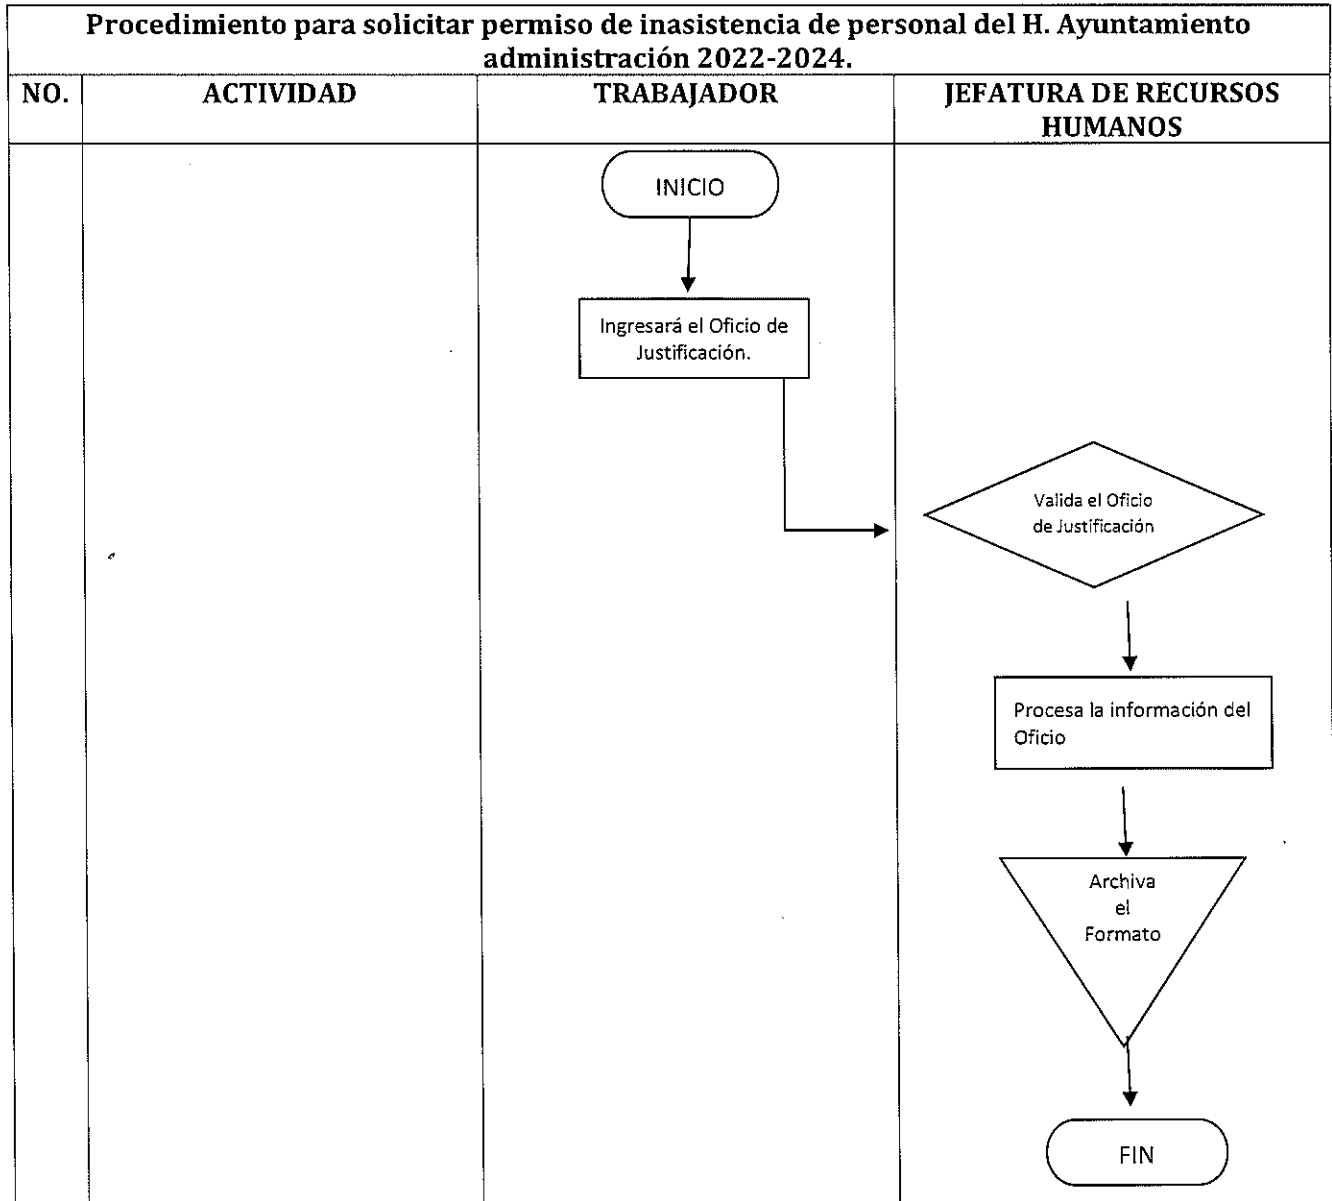 Procedimiento para solicitar permiso de inasistencia de personal del H. Ayuntamiento
administración 2022-2024.
NO.
ACTIVIDAD
TRABAJADOR
JEFATURA DE RECURSOS
HUMANOS
INICIO
Ingresará el Oficio de
Justificación.
Valida el Oficio
de Justificación
Procesa la información del
Oficio
Archiva
el
Formato
FIN